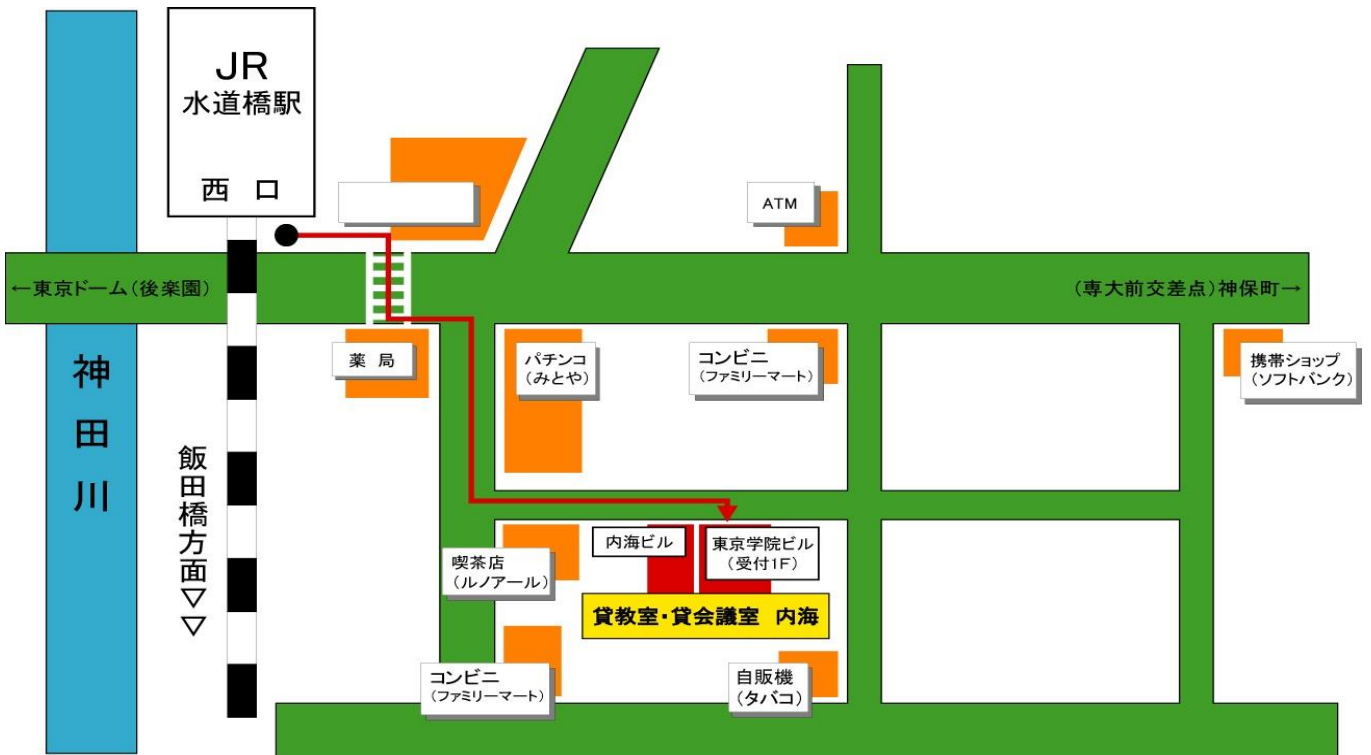 JR
水道橋駅
西 口
ATM
←東京ドーム(後楽園)
(専大前交差点)神保町→
薬 局
パチンコ
(みとや)
コンビニ
(ファミリーマート)
携帯ショップ
(ソフトバンク)
神田川
飯田橋方面▽▽
内海ビル
東京学院ビル
(受付1F)
喫茶店
(ルノアール)
貸教室・貸会議室 内海
コンビニ
(ファミリーマート)
自販機
(タバコ)